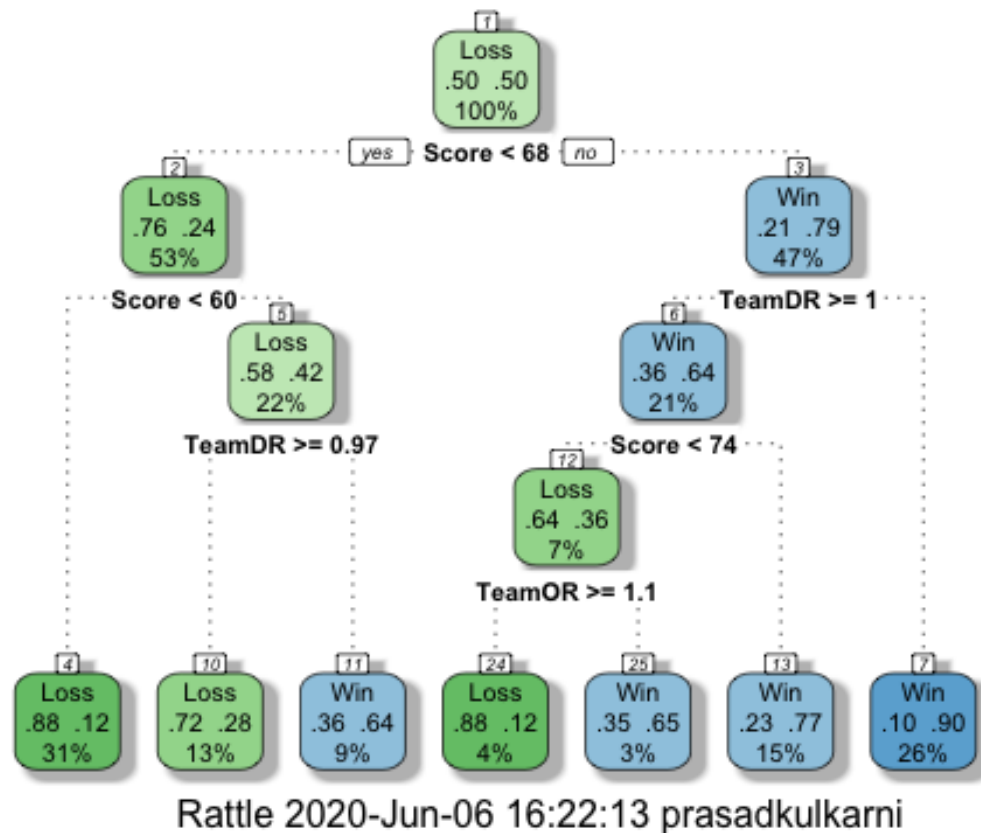 1
Loss
.50 .50
100%
yes Score < 68 no
2
Loss
.76 .24
53%
3
Win
.21 .79
47%
Score < 60
TeamDR >= 1
5
Loss
.58 .42
22%
6
Win
.36 .64
21%
TeamDR >= 0.97
Score < 74
12
Loss
.64 .36
7%
TeamOR >= 1.1
4
Loss
.88 .12
31%
10
Loss
.72 .28
13%
11
Win
.36 .64
9%
24
Loss
.88 .12
4%
25
Win
.35 .65
3%
13
Win
.23 .77
15%
7
Win
.10 .90
26%
Rattle 2020-Jun-06 16:22:13 prasadkulkarni